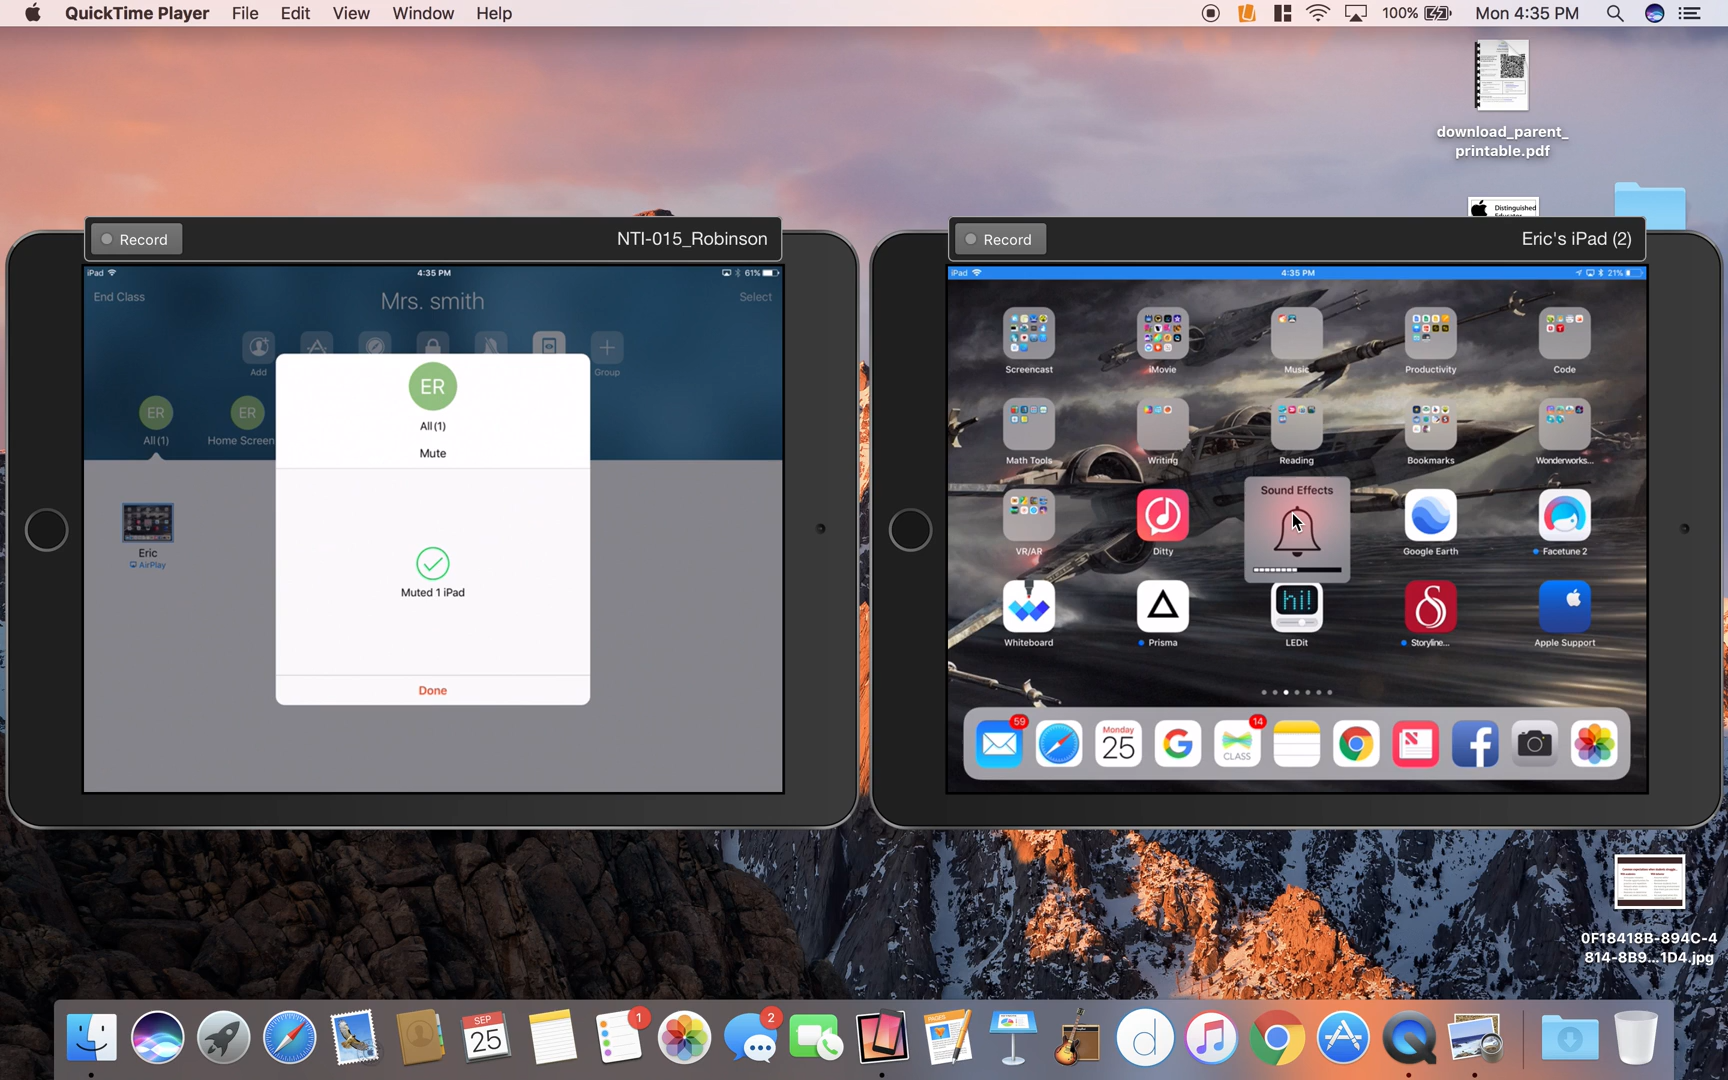 QuickTime Player File Edit View Window Help
100% Mon 4:35 PM
download_parent_
printable.pdf
Distinguished
Educator
Record
NTI-015_Robinson
iPad
4:35 PM
61%
End Class
Mrs. smith
Select
Add
Group
ER
All (1)
ER
Home Screen
ER
All (1)
Mute
Eric
AirPlay
Muted 1 iPad
Done
Record
Eric's iPad (2)
iPad
4:35 PM
21%
Screencast
iMovie
Music
Productivity
Code
Math Tools
Writing
Reading
Bookmarks
Wonderworks...
VR/AR
Ditty
Sound Effects
Google Earth
Facetune 2
hi!
Whiteboard
Prisma
LEDit
Storyline...
Apple Support
59
Monday
25
G
14
CLASS
N
f
0F18418B-894C-4
814-8B9...1D4.jpg
SEP
25
1
2
PAGES
d